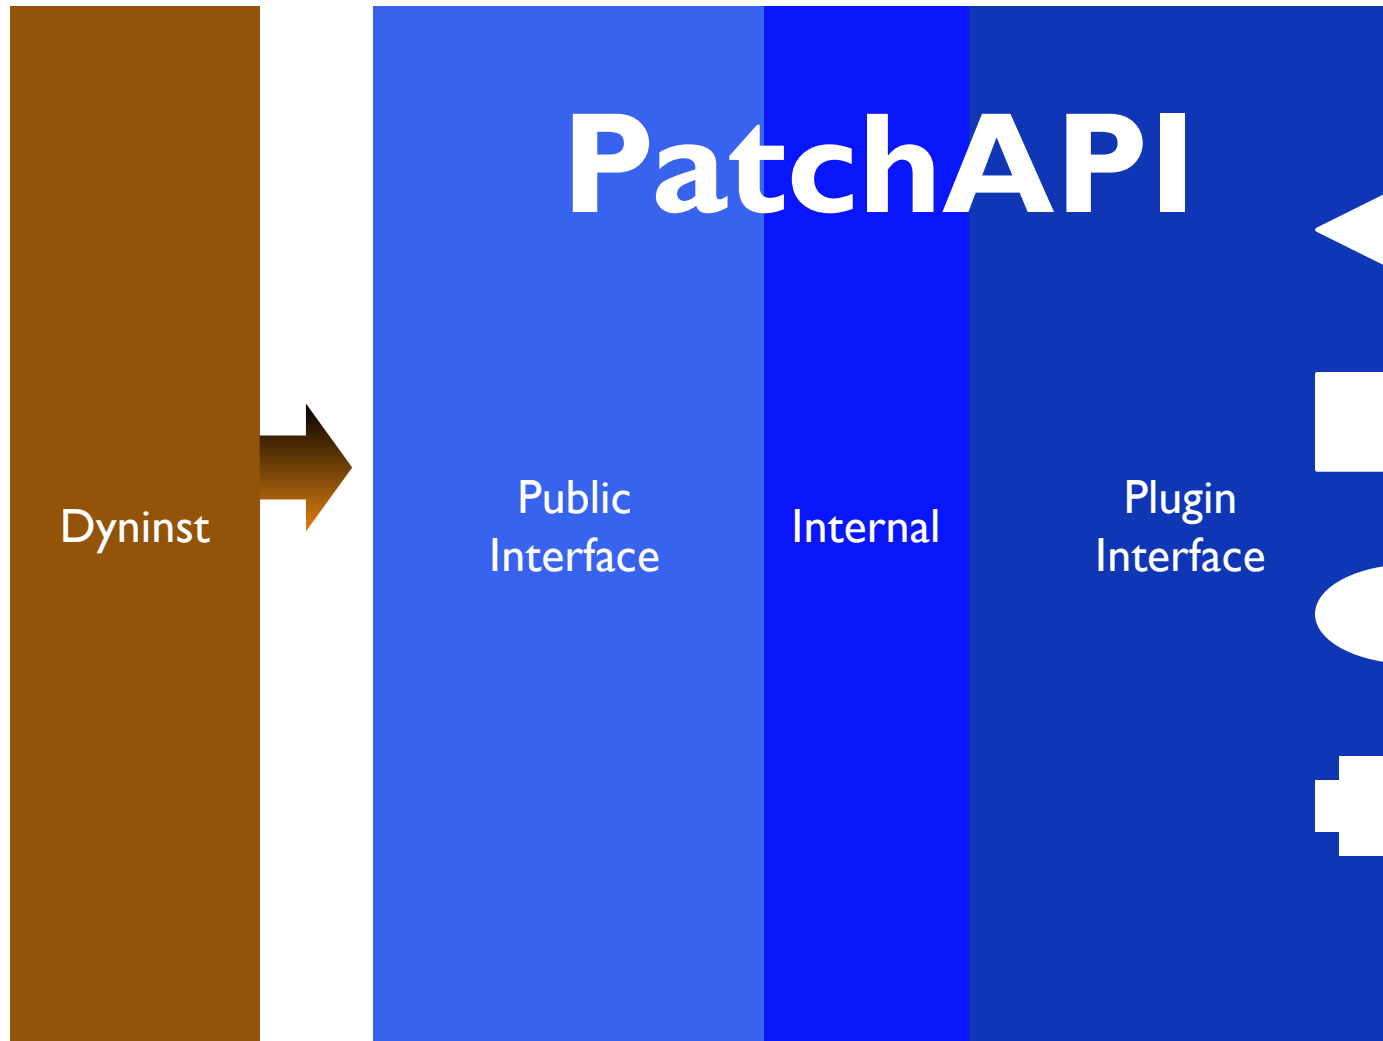 PatchAPI
Dyninst
Public
Interface
Internal
Plugin
Interface